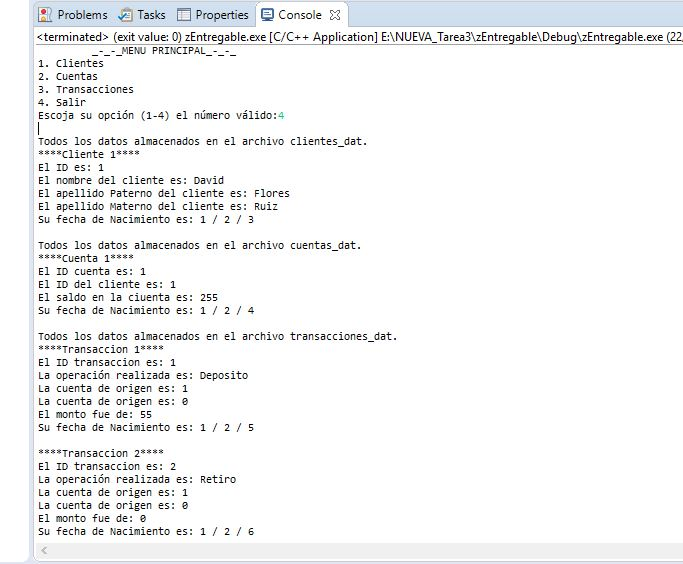 Problems Tasks Properties Console
<terminated> (exit value: 0) zEntregable.exe [C/C++ Application] E:\NUEVA_Tarea3\zEntregable\Debug\zEntregable.exe (22,
_-_-_MENU PRINCIPAL_-_-_
1. Clientes
2. Cuentas
3. Transacciones
4. Salir
Escoja su opción (1-4) el número válido:4
Todos los datos almacenados en el archivo clientes_dat.
****Cliente 1****
El ID es: 1
El nombre del cliente es: David
El apellido Paterno del cliente es: Flores
El apellido Materno del cliente es: Ruiz
Su fecha de Nacimiento es: 1 / 2 / 3
Todos los datos almacenados en el archivo cuentas_dat.
****Cuenta 1****
El ID cuenta es: 1
El ID del cliente es: 1
El saldo en la ciuenta es: 255
Su fecha de Nacimiento es: 1 / 2 / 4
Todos los datos almacenados en el archivo transacciones_dat.
****Transaccion 1****
El ID transaccion es: 1
La operación realizada es: Deposito
La cuenta de origen es: 1
La cuenta de origen es: 0
El monto fue de: 55
Su fecha de Nacimiento es: 1 / 2 / 5
****Transaccion 2****
El ID transaccion es: 2
La operación realizada es: Retiro
La cuenta de origen es: 1
La cuenta de origen es: 0
El monto fue de: 0
Su fecha de Nacimiento es: 1 / 2 / 6